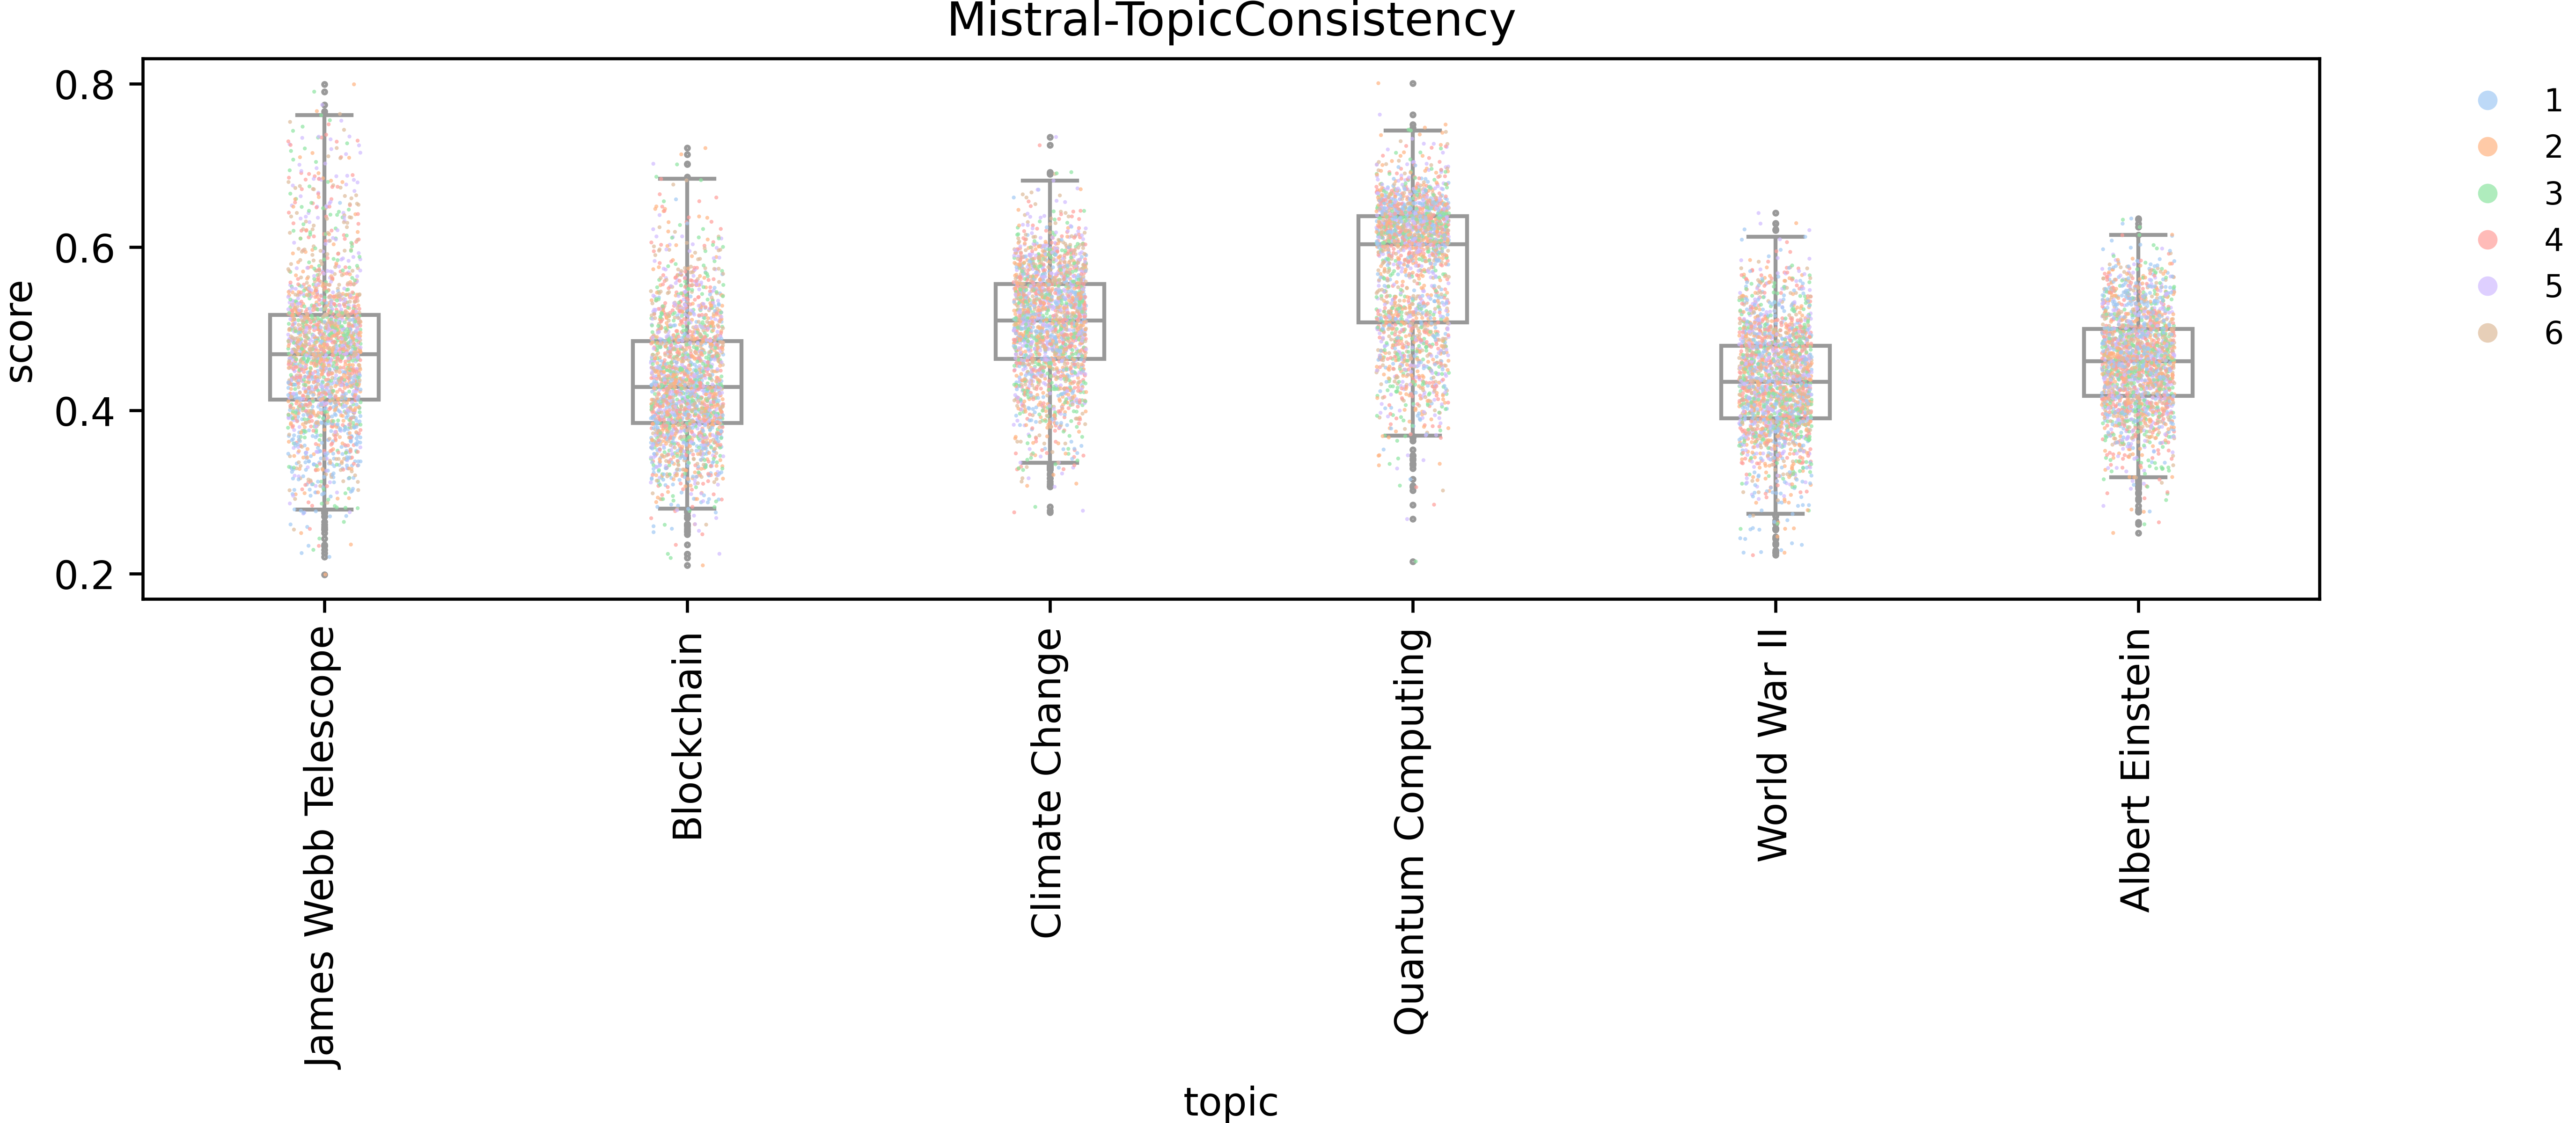 Mistral-TopicConsistency
score
0.8
0.6
0.4
0.2
James Webb Telescope
Blockchain
Climate Change
Quantum Computing
World War II
Albert Einstein
topic
1
2
3
4
5
6